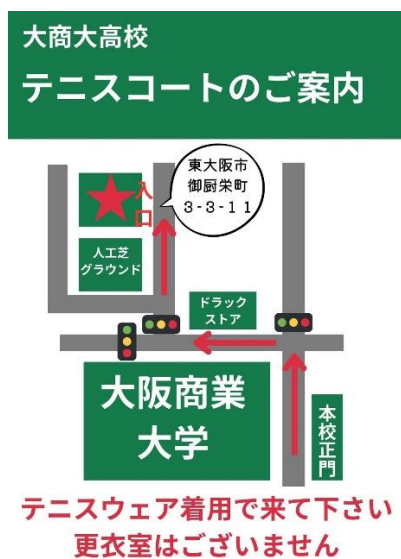 大商大高校
テニスコートのご案内
東大阪市
御厨栄町
3-3-11
入
口
人工芝
グラウンド
ドラック
ストア
大阪商業
大学
本校正門
テニスウェア着用で来て下さい
更衣室はございません